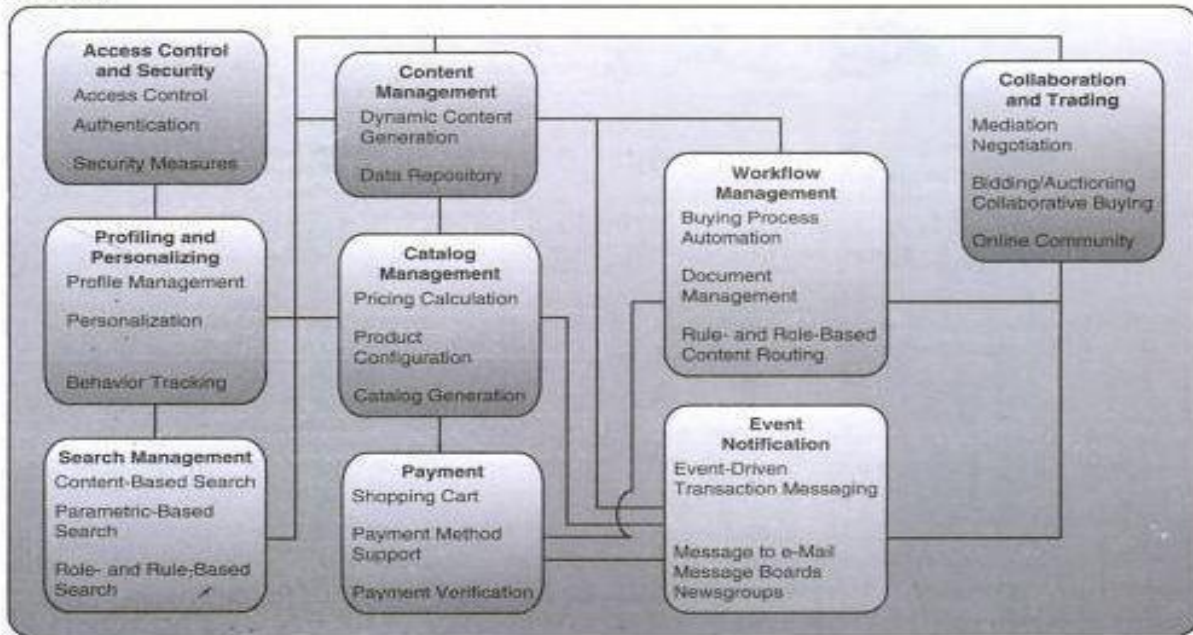 Access Control
and Security
Access Control
Authentication
Security Measures
Profiling and
Personalizing
Profile Management
Personalization
Behavior Tracking
Search Management
Content-Based Search
Parametric-Based
Search
Role- and Rule-Based
Search
Content
Management
Dynamic Content
Generation
Data Repository
Catalog
Management
Pricing Calculation
Product
Configuration
Catalog Generation
Payment
Shopping Cart
Payment Method
Support
Payment Verification
Workflow
Management
Buying Process
Automation
Document
Management
Rule- and Role-Based
Content Routing
Event
Notification
Event-Driven
Transaction Messaging
Message to e-Mail
Message Boards
Newsgroups
Collaboration
and Trading
Mediation
Negotiation
Bidding/Auctioning
Collaborative Buying
Online Community